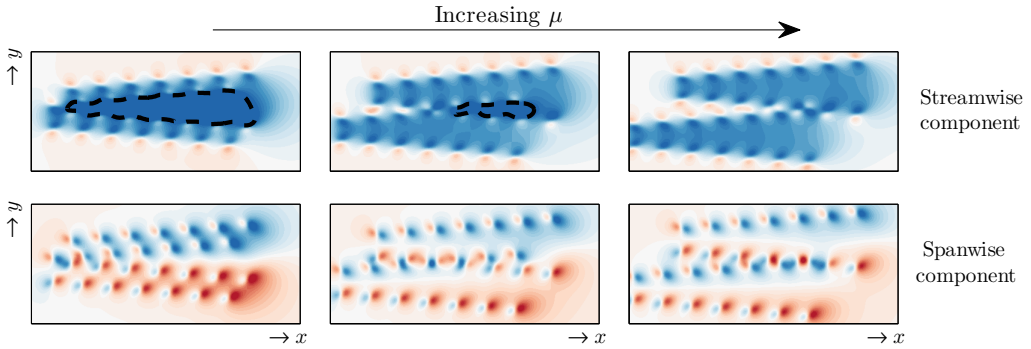 Increasing μ
→ y
Streamwise
component
→ y
Spanwise
component
→ x
→ x
→ x